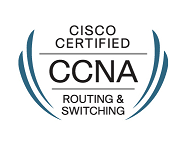 CISCO
CERTIFIED
CCNA
ROUTING &
SWITCHING